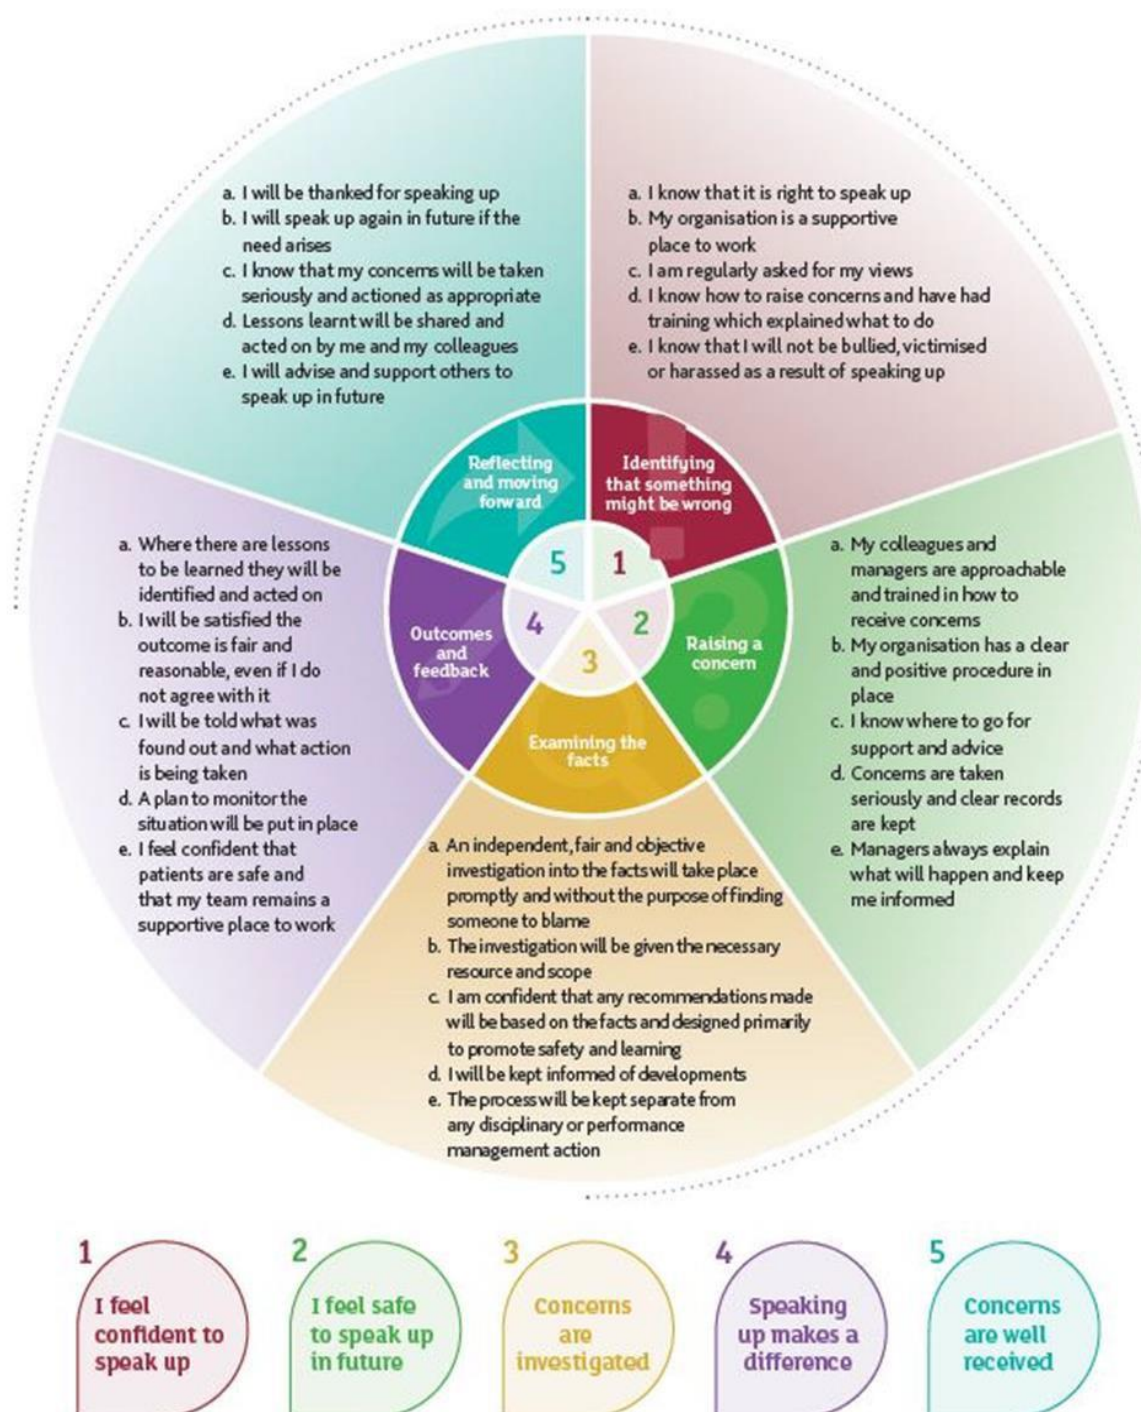 a. I will be thanked for speaking up
b. I will speak up again in future if the
need arises
c. I know that my concerns will be taken
seriously and actioned as appropriate
d. Lessons learnt will be shared and
acted on by me and my colleagues
e. I will advise and support others to
speak up in future
a. I know that it is right to speak up
b. My organisation is a supportive
place to work
c. I am regularly asked for my views
d. I know how to raise concerns and have had
training which explained what to do
e. I know that I will not be bullied, victimised
or harassed as a result of speaking up
Reflecting
and moving
forward
Identifying
that something
might be wrong
5
1
4
2
3
Outcomes
and
feedback
Raising a
concern
Examining the
facts
a. Where there are lessons
to be learned they will be
identified and acted on
b. I will be satisfied the
outcome is fair and
reasonable, even if I do
not agree with it
c. I will be told what was
found out and what action
is being taken
d. A plan to monitor the
situation will be put in place
e. I feel confident that
patients are safe and
that my team remains a
supportive place to work
a. My colleagues and
managers are approachable
and trained in how to
receive concerns
b. My organisation has a clear
and positive procedure in
place
c. I know where to go for
support and advice
d. Concerns are taken
seriously and clear records
are kept
e. Managers always explain
what will happen and keep
me informed
a. An independent, fair and objective
investigation into the facts will take place
promptly and without the purpose of finding
someone to blame
b. The investigation will be given the necessary
resource and scope
c. I am confident that any recommendations made
will be based on the facts and designed primarily
to promote safety and learning
d. I will be kept informed of developments
e. The process will be kept separate from
any disciplinary or performance
management action
1
I feel
confident to
speak up
2
I feel safe
to speak up
in future
3
Concerns
are
investigated
4
Speaking
up makes a
difference
5
Concerns
are well
received